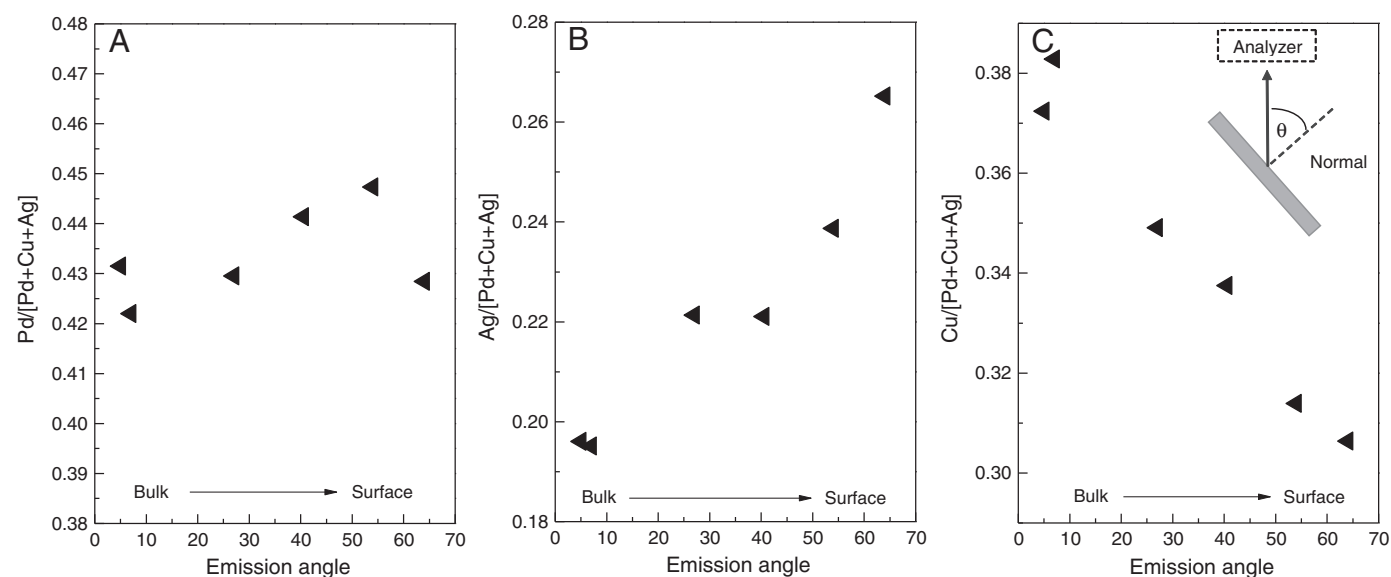 A
0.48
0.47
0.46
0.45
0.44
0.43
0.42
0.41
0.40
0.39
0.38
Pd/[Pd+Cu+Ag]
Bulk
Surface
0 10 20 30 40 50 60 70
Emission angle
B
0.28
0.26
0.24
0.22
0.20
0.18
Ag/[Pd+Cu+Ag]
Bulk
Surface
0 10 20 30 40 50 60 70
Emission angle
C
Analyzer
θ
Normal
0.38
0.36
0.34
0.32
0.30
Cu/[Pd+Cu+Ag]
Bulk
Surface
0 10 20 30 40 50 60 70
Emission angle